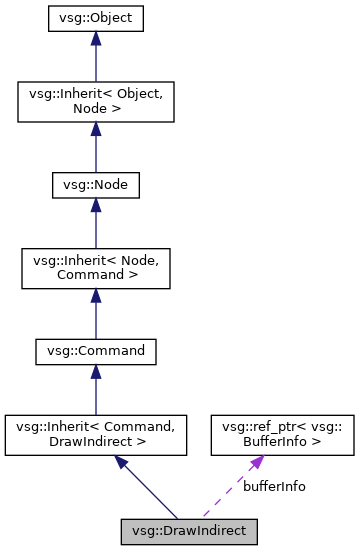 vsg::Object
vsg::Inherit< Object,
Node >
vsg::Node
vsg::Inherit< Node,
Command >
vsg::Command
vsg::Inherit< Command,
DrawIndirect >
vsg::ref_ptr< vsg::
BufferInfo >
bufferInfo
vsg::DrawIndirect